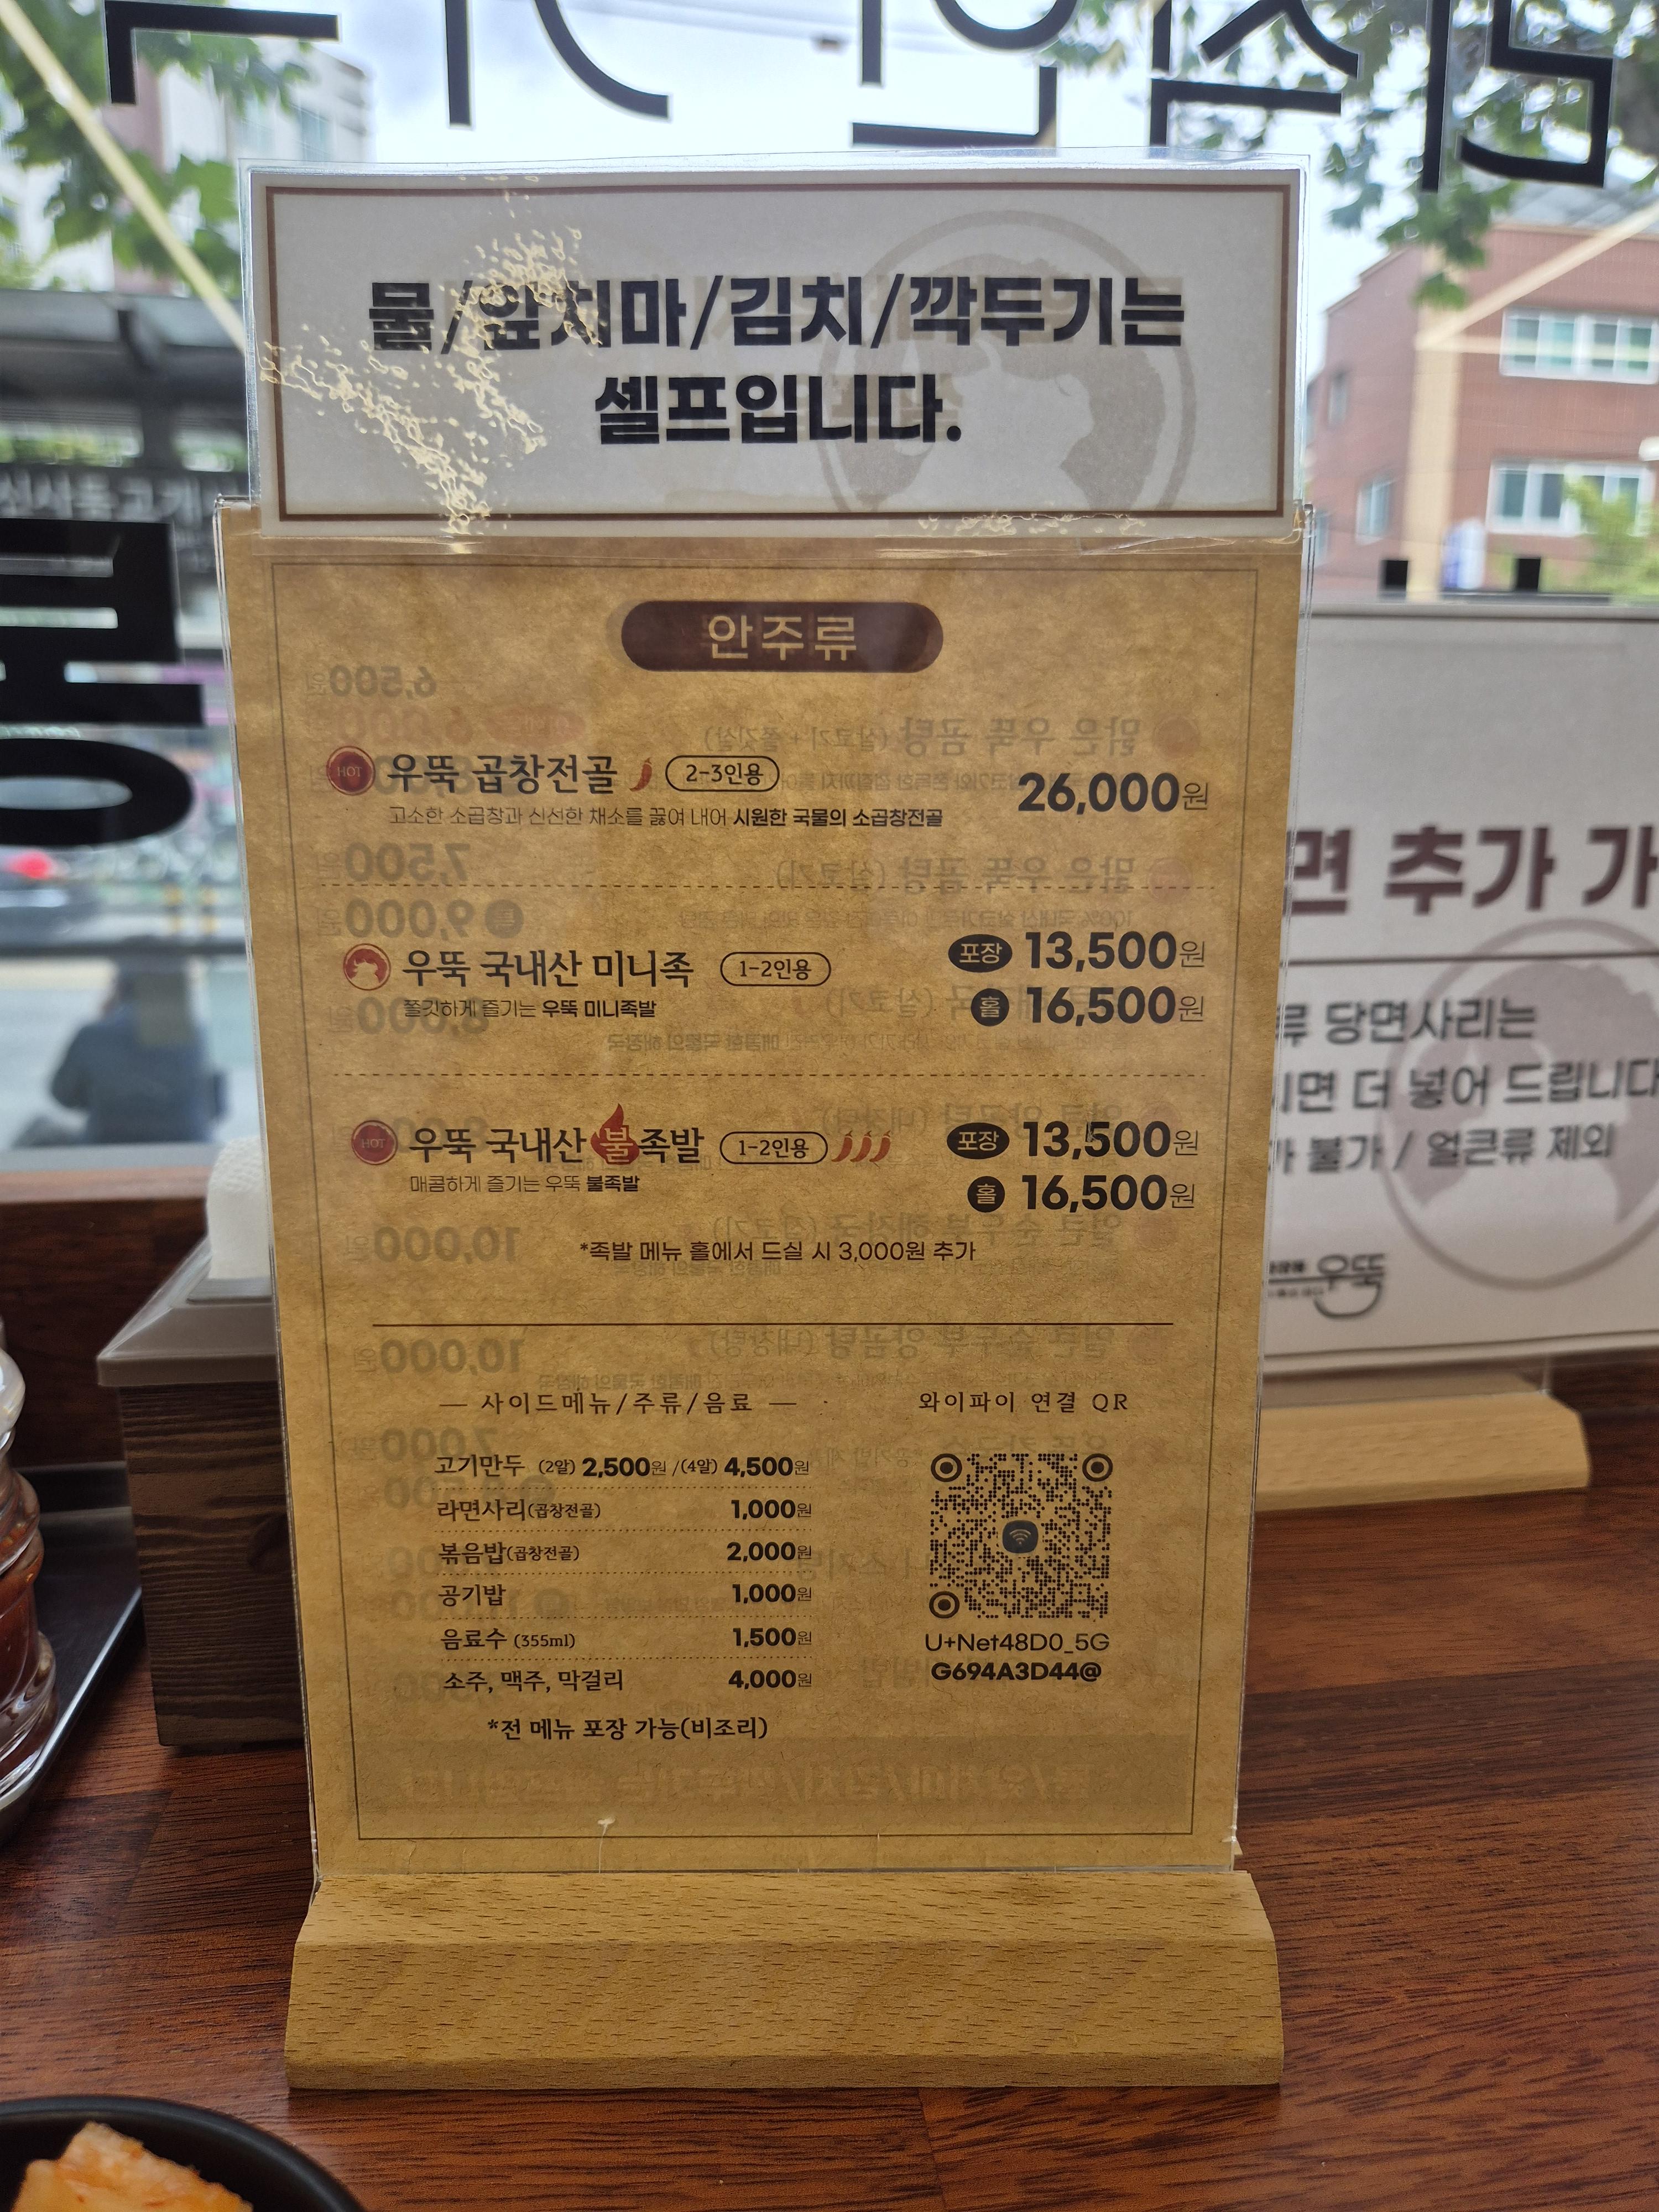 물/앞치마/김치/깍두기는
셀프입니다.
안주류
HOT 우뚝 곱창전골 2-3인용 26,000원
고소한 소곱창과 신선한 채소를 끓여 내어 시원한 국물의 소곱창전골
우뚝 국내산 미니족 1-2인용 포장 13,500원
홀 16,500원
쫄깃하게 즐기는 우뚝 미니족발
HOT 우뚝 국내산 불족발 1-2인용 포장 13,500원
홀 16,500원
매콤하게 즐기는 우뚝 불족발
*족발 메뉴 홀에서 드실 시 3,000원 추가
— 사이드메뉴/주류/음료 —
고기만두 (2알) 2,500원 /(4알) 4,500원
라면사리(곱창전골) 1,000원
볶음밥(곱창전골) 2,000원
공기밥 1,000원
음료수 (355ml) 1,500원
소주, 맥주, 막걸리 4,000원
*전 메뉴 포장 가능(비조리)
와이파이 연결 QR
U+Net48D0_5G
G694A3D44@
면 추가 가
류 당면사리는
시면 더 넣어 드립니다
가 불가 / 얼큰류 제외
우뚝